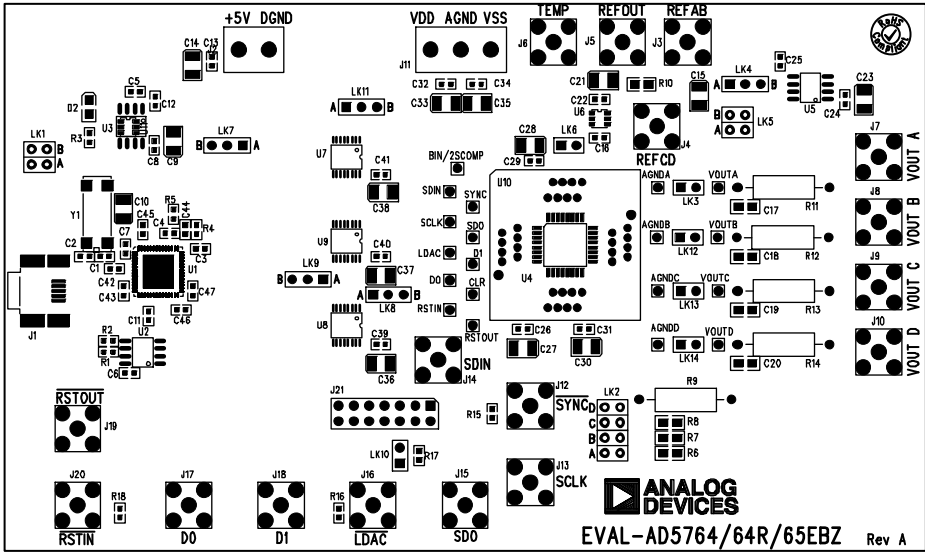 +5V DGND
VDD AGND VSS
TEMP
REFOUT
REFAB
RoHS
Compliant
J6
J5
J3
C14
C13
J2
J11
C32
C34
C33
C35
C21
R10
C15
LK4
A
B
C25
U5
C24
C23
D2
C5
C12
U3
R3
C8
C9
LK7
B
A
LK11
A
B
C22
U6
C16
J4
REFCD
B
A
LK5
J7
VOUT A
LK1
B
A
U7
C41
C38
C28
C29
LK6
BIN/2SCOMP
U10
SDIN
SYNC
SCLK
SDO
LDAC
D1
DO
CLR
RSTIN
RSTOUT
U4
AGNDA
VOUTA
LK3
C17
R11
J8
VOUT B
Y1
C10
C45
R5
C44
C4
R4
C3
C2
C7
C1
U1
C42
C43
C47
C46
C11
U9
C40
C37
LK9
B
A
A
B
LK8
AGNDB
VOUTB
LK12
C18
R12
J9
VOUT C
AGNDC
VOUTC
LK13
C19
R13
J10
VOUT D
J1
R2
R1
U2
C6
U8
C39
C36
SDIN
J14
C26
C27
C31
C30
AGNDD
VOUTD
LK14
C20
R14
RSTOUT
J19
J21
R15
J12
SYNC
LK2
D
C
B
A
R9
R8
R7
R6
LK10
R17
J13
SCLK
J20
R18
RSTIN
J17
D0
J18
D1
R16
J16
LDAC
J15
SDO
ANALOG
DEVICES
EVAL-AD5764/64R/65EBZ
Rev A